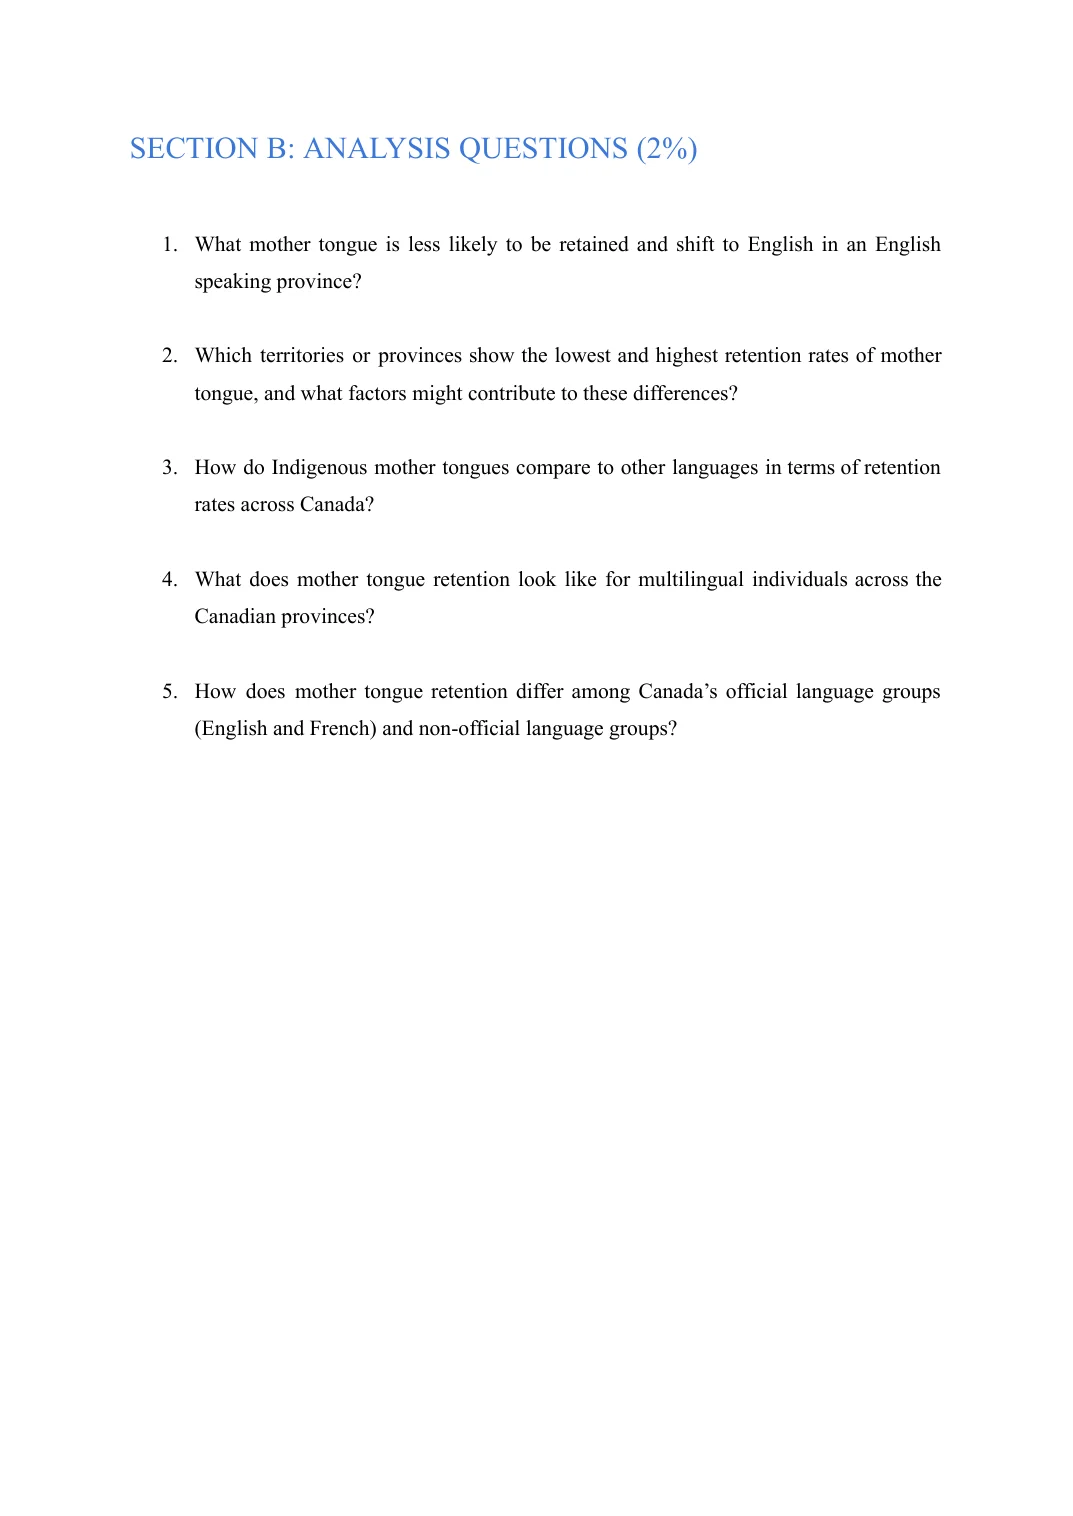 SECTION B: ANALYSIS QUESTIONS (2%)
1. What mother tongue is less likely to be retained and shift to English in an English
speaking province?
2. Which territories or provinces show the lowest and highest retention rates of mother
tongue, and what factors might contribute to these differences?
3. How do Indigenous mother tongues compare to other languages in terms of retention
rates across Canada?
4. What does mother tongue retention look like for multilingual individuals across the
Canadian provinces?
5. How does mother tongue retention differ among Canada’s official language groups
(English and French) and non-official language groups?